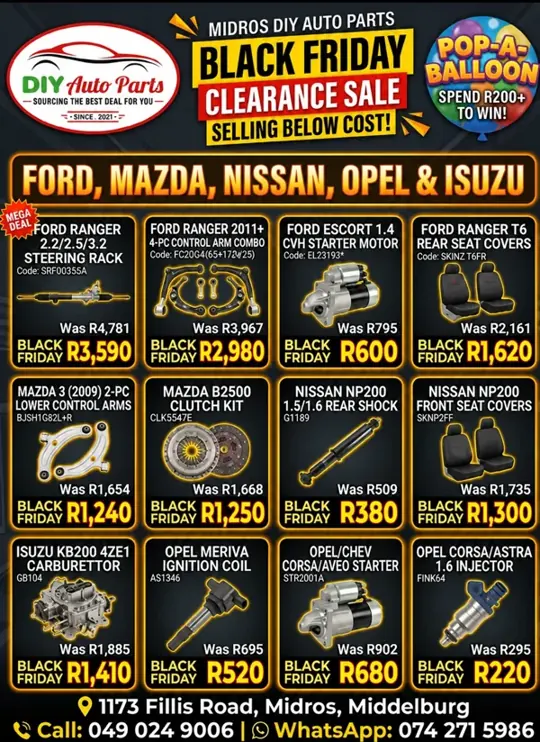 DIY Auto Parts
- SOURCING THE BEST DEAL FOR YOU -
- SINCE. 2021 -
MIDROS DIY AUTO PARTS
BLACK FRIDAY
CLEARANCE SALE
SELLING BELOW COST!
POP-A-
BALLOON
SPEND R200+
TO WIN!
FORD, MAZDA, NISSAN, OPEL & ISUZU
MEGA
DEAL
FORD RANGER
2.2/2.5/3.2
STEERING RACK
Code: SRF00355A
Was R4,781
BLACK
FRIDAY R3,590
FORD RANGER 2011+
4-PC CONTROL ARM COMBO
Was R3,967
BLACK
FRIDAY R2,980
FORD ESCORT 1.4
CVH STARTER MOTOR
Code: EL23193*
Was R795
BLACK
FRIDAY R600
FORD RANGER T6
REAR SEAT COVERS
Code: SKINZ T6FR
Was R2,161
BLACK
FRIDAY R1,620
MAZDA 3 (2009) 2-PC
LOWER CONTROL ARMS
BJSH1G82L+R
Was R1,654
BLACK
FRIDAY R1,240
MAZDA B2500
CLUTCH KIT
CLK5547E
Was R1,668
BLACK
FRIDAY R1,250
NISSAN NP200
1.5/1.6 REAR SHOCK
G1189
Was R509
BLACK
FRIDAY R380
NISSAN NP200
FRONT SEAT COVERS
SKNP2FF
Was R1,735
BLACK
FRIDAY R1,300
ISUZU KB200 4ZE1
CARBURETTOR
GB104
Was R1,885
BLACK
FRIDAY R1,410
OPEL MERIVA
IGNITION COIL
AS1346
Was R695
BLACK
FRIDAY R520
OPEL/CHEV
CORSA/AVEO STARTER
STR2001A
Was R902
BLACK
FRIDAY R680
OPEL CORSA/ASTRA
1.6 INJECTOR
FINK64
Was R295
BLACK
FRIDAY R220
1173 Fillis Road, Midros, Middelburg
Call: 049 024 9006 | WhatsApp: 074 271 5986